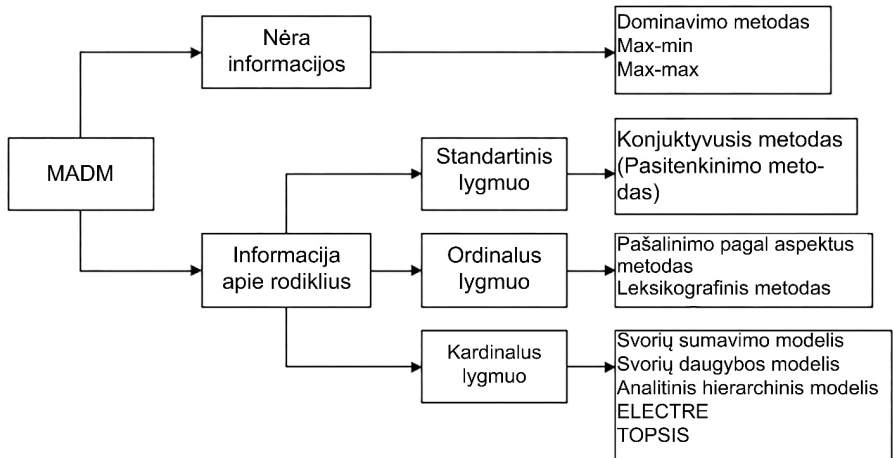 Nėra
informacijos
Dominavimo metodas
Max-min
Max-max
MADM
Standartinis
lygmuo
Konjuktyvusis metodas
(Pasitenkinimo meto-
das)
Informacija
apie rodiklius
Ordinalus
lygmuo
Pašalinimo pagal aspektus
metodas
Leksikografinis metodas
Kardinalus
lygmuo
Svorių sumavimo modelis
Svorių daugybos modelis
Analitinis hierarchinis modelis
ELECTRE
TOPSIS